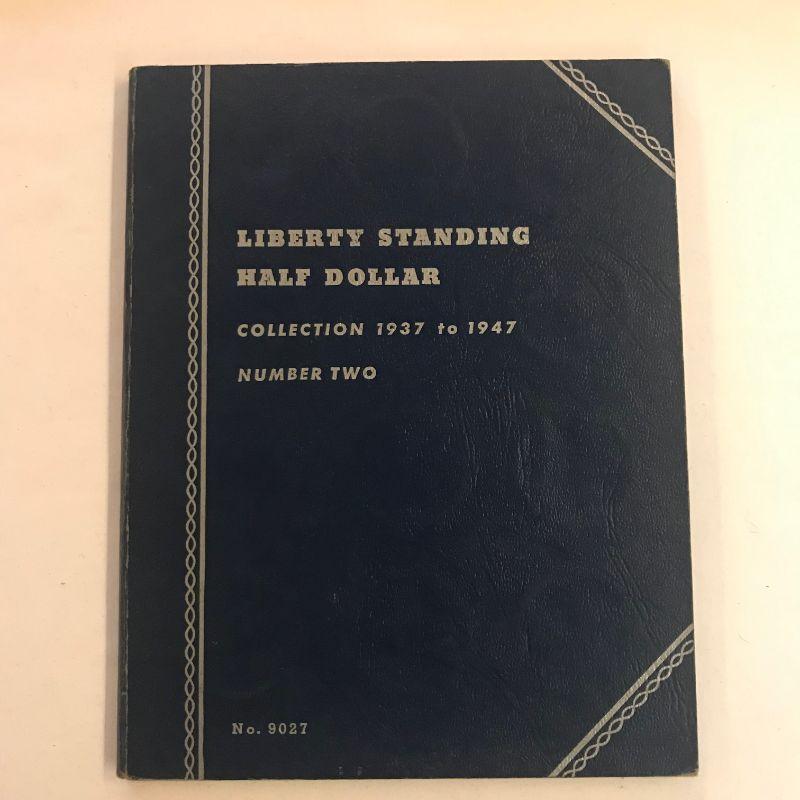 LIBERTY STANDING
HALF DOLLAR
COLLECTION 1937 to 1947
NUMBER TWO
No. 9027